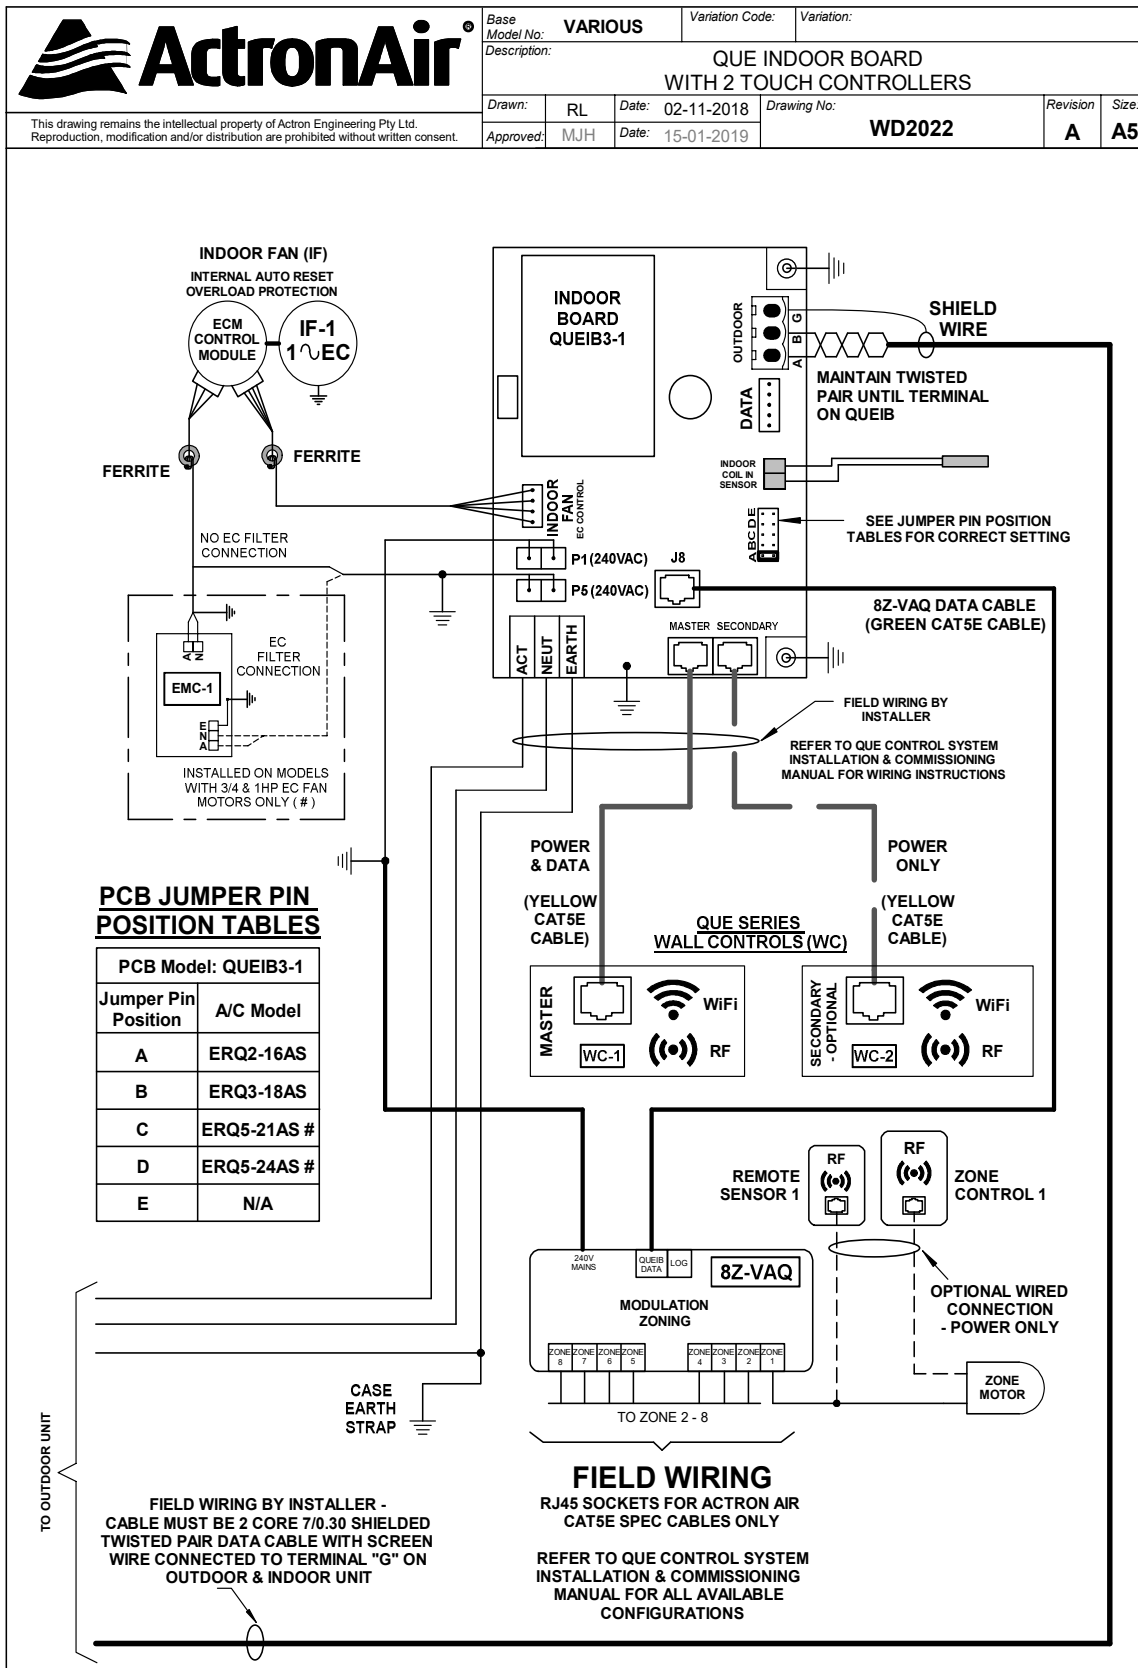 ActronAir®
This drawing remains the intellectual property of Actron Engineering Pty Ltd.
Reproduction, modification and/or distribution are prohibited without written consent.
Base
Model No:
VARIOUS
Variation Code:
Variation:
Description:
QUE INDOOR BOARD
WITH 2 TOUCH CONTROLLERS
Drawn:
RL
Date:
02-11-2018
Drawing No:
WD2022
Revision
A
Size:
A5
Approved:
MJH
Date:
15-01-2019
INDOOR FAN (IF)
INTERNAL AUTO RESET
OVERLOAD PROTECTION
ECM
CONTROL
MODULE
IF-1
1∿EC
FERRITE
FERRITE
INDOOR
BOARD
QUEIB3-1
OUTDOOR
G
B
A
SHIELD
WIRE
MAINTAIN TWISTED
PAIR UNTIL TERMINAL
ON QUEIB
DATA
INDOOR
COIL IN
SENSOR
A B C D E
SEE JUMPER PIN POSITION
TABLES FOR CORRECT SETTING
INDOOR
FAN
EC CONTROL
P1 (240VAC)
P5 (240VAC)
J8
8Z-VAQ DATA CABLE
(GREEN CAT5E CABLE)
NO EC FILTER
CONNECTION
A
N
EC
FILTER
CONNECTION
EMC-1
E
N
A
INSTALLED ON MODELS
WITH 3/4 & 1HP EC FAN
MOTORS ONLY ( # )
ACT
NEUT
EARTH
MASTER
SECONDARY
FIELD WIRING BY
INSTALLER
REFER TO QUE CONTROL SYSTEM
INSTALLATION & COMMISSIONING
MANUAL FOR WIRING INSTRUCTIONS
POWER
& DATA
(YELLOW
CAT5E
CABLE)
POWER
ONLY
(YELLOW
CAT5E
CABLE)
QUE SERIES
WALL CONTROLS (WC)
MASTER
WC-1
WiFi
RF
SECONDARY
- OPTIONAL
WC-2
WiFi
RF
PCB JUMPER PIN
POSITION TABLES
PCB Model: QUEIB3-1
Jumper Pin
Position
A/C Model
A
ERQ2-16AS
B
ERQ3-18AS
C
ERQ5-21AS #
D
ERQ5-24AS #
E
N/A
REMOTE
SENSOR 1
RF
RF
ZONE
CONTROL 1
240V
MAINS
QUEIB
DATA
LOG
8Z-VAQ
MODULATION
ZONING
ZONE
8
ZONE
7
ZONE
6
ZONE
5
ZONE
4
ZONE
3
ZONE
2
ZONE
1
OPTIONAL WIRED
CONNECTION
- POWER ONLY
ZONE
MOTOR
TO ZONE 2 - 8
CASE
EARTH
STRAP
TO OUTDOOR UNIT
FIELD WIRING
RJ45 SOCKETS FOR ACTRON AIR
CAT5E SPEC CABLES ONLY
REFER TO QUE CONTROL SYSTEM
INSTALLATION & COMMISSIONING
MANUAL FOR ALL AVAILABLE
CONFIGURATIONS
FIELD WIRING BY INSTALLER -
CABLE MUST BE 2 CORE 7/0.30 SHIELDED
TWISTED PAIR DATA CABLE WITH SCREEN
WIRE CONNECTED TO TERMINAL "G" ON
OUTDOOR & INDOOR UNIT